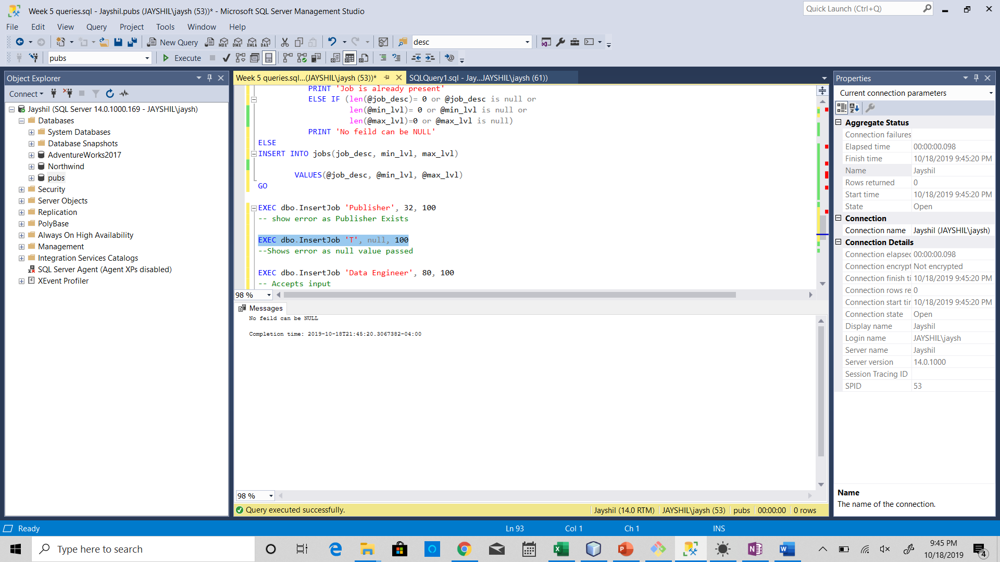 Week 5 queries.sql - Jayshil.pubs (JAYSHIL\jaysh (53))* - Microsoft SQL Server Management Studio
Quick Launch (Ctrl+Q)
File Edit View Query Project Tools Window Help
New Query MDX DMX XMLA DAX desc
pubs Execute
Object Explorer
Connect
Jayshil (SQL Server 14.0.1000.169 - JAYSHIL\jaysh)
Databases
System Databases
Database Snapshots
AdventureWorks2017
Northwind
pubs
Security
Server Objects
Replication
PolyBase
Always On High Availability
Management
Integration Services Catalogs
SQL Server Agent (Agent XPs disabled)
XEvent Profiler
Week 5 queries.sql...(JAYSHIL\jaysh (53))* SQLQuery1.sql - Jay...JAYSHIL\jaysh (61))
PRINT 'Job is already present'
ELSE IF (len(@job_desc)= 0 or @job_desc is null or
len(@min_lvl)= 0 or @min_lvl is null or
len(@max_lvl)=0 or @max_lvl is null)
PRINT 'No feild can be NULL'
ELSE
INSERT INTO jobs(job_desc, min_lvl, max_lvl)
VALUES(@job_desc, @min_lvl, @max_lvl)
GO
EXEC dbo.InsertJob 'Publisher', 32, 100
-- show error as Publisher Exists
EXEC dbo.InsertJob 'T', null, 100
--Shows error as null value passed
EXEC dbo.InsertJob 'Data Engineer', 80, 100
-- Accepts input
98 %
Messages
No feild can be NULL
Completion time: 2019-10-18T21:45:20.3067382-04:00
98 %
Query executed successfully. Jayshil (14.0 RTM) JAYSHIL\jaysh (53) pubs 00:00:00 0 rows
Properties
Current connection parameters
Aggregate Status
Connection failures
Elapsed time 00:00:00.098
Finish time 10/18/2019 9:45:20 PM
Name Jayshil
Rows returned 0
Start time 10/18/2019 9:45:20 PM
State Open
Connection
Connection name Jayshil (JAYSHIL\jaysh)
Connection Details
Connection elapsec 00:00:00.098
Connection encrypt Not encrypted
Connection finish ti 10/18/2019 9:45:20 PM
Connection rows re 0
Connection start tir 10/18/2019 9:45:20 PM
Connection state Open
Display name Jayshil
Login name JAYSHIL\jaysh
Server name Jayshil
Server version 14.0.1000
Session Tracing ID
SPID 53
Name
The name of the connection.
Ready Ln 93 Col 1 Ch 1 INS
Type here to search
9:45 PM
10/18/2019
4